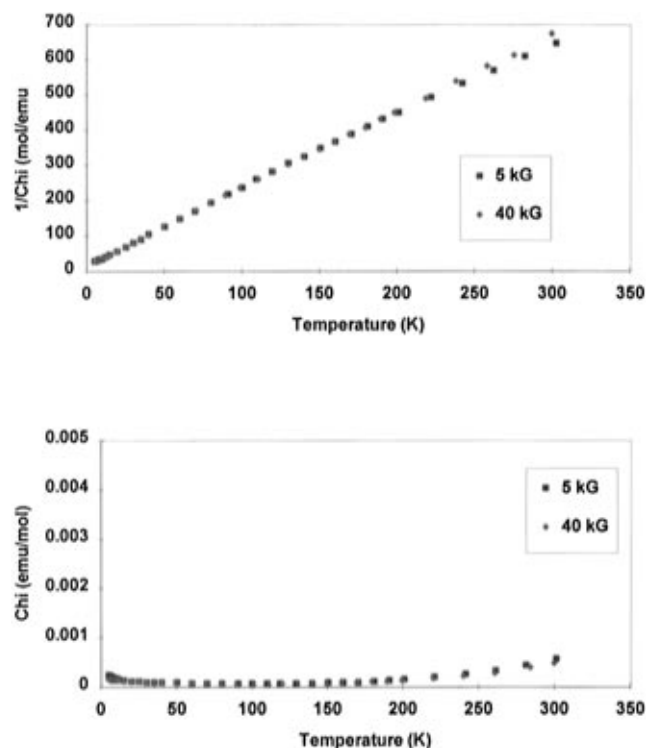 700
600
500
400
300
200
100
0
1/Chi (mol/emu)
5 kG
40 kG
0 50 100 150 200 250 300 350
Temperature (K)
0.005
0.004
0.003
0.002
0.001
0
Chi (emu/mol)
5 kG
40 kG
0 50 100 150 200 250 300 350
Temperature (K)